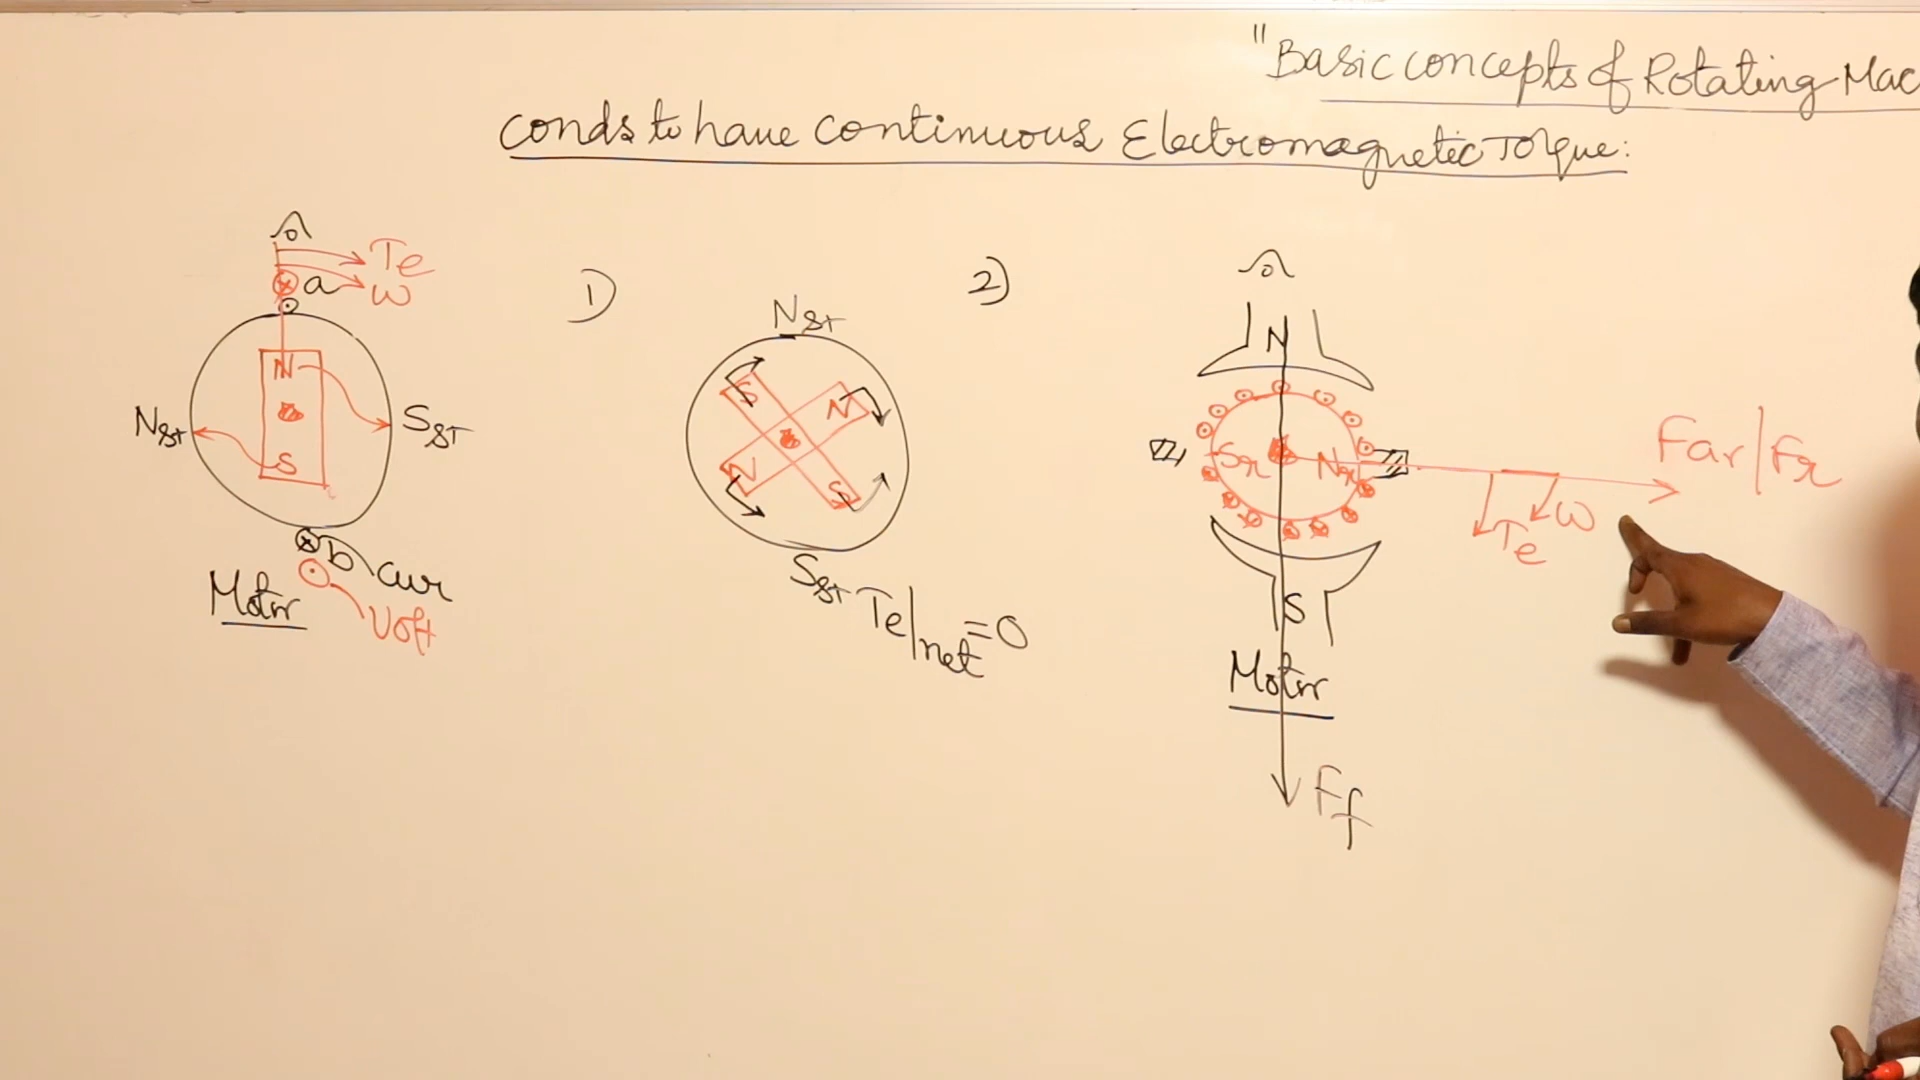 "Basic concepts of Rotating Mac
conds to have continuous Electromagnetic Torque:
Te
a
ω
N
S
Nst
Sst
b
cur
Volt
Motor
1)
Nst
S
N
N
S
Sst
Te/net = 0
2)
N
Sr
Nr
Far/Fr
Te
ω
S
Motor
Ff